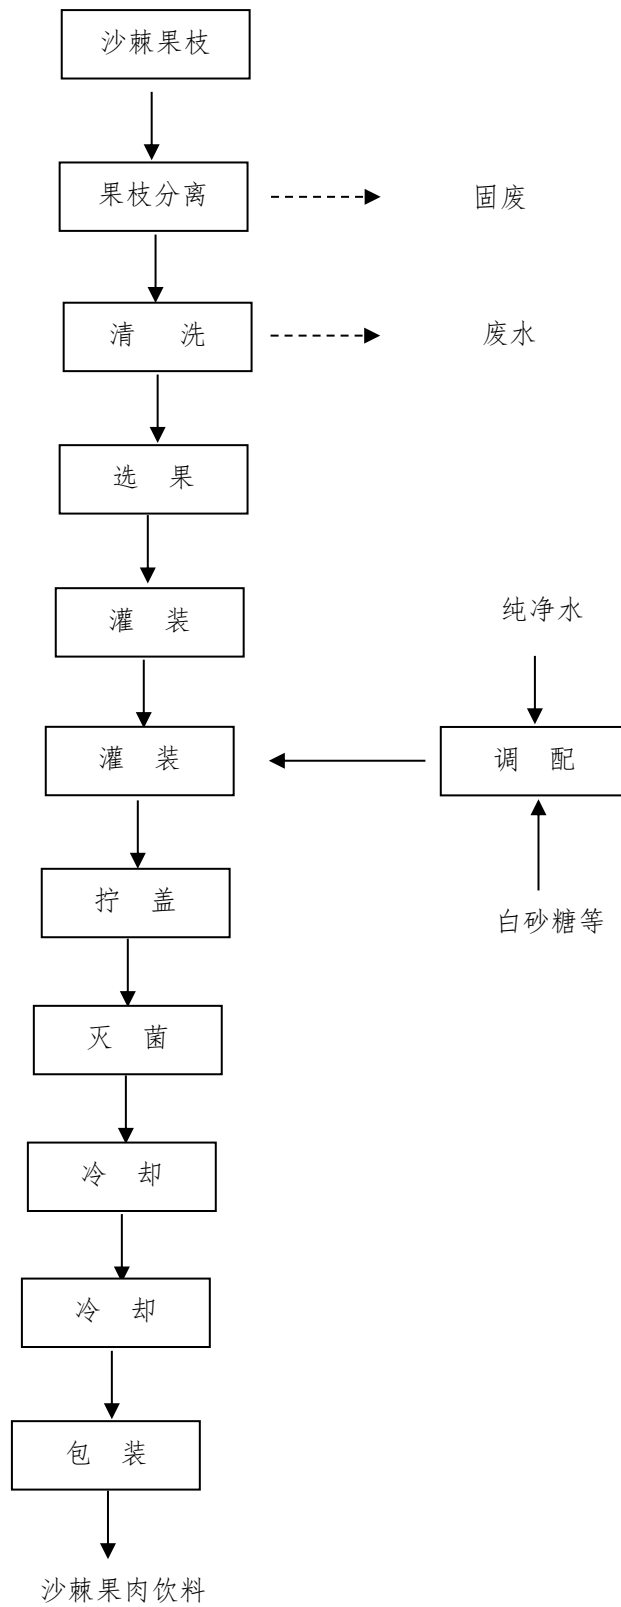 沙棘果枝
果枝分离
固废
清 洗
废水
选 果
灌 装
纯净水
灌 装
调 配
拧 盖
白砂糖等
灭 菌
冷 却
冷 却
包 装
沙棘果肉饮料